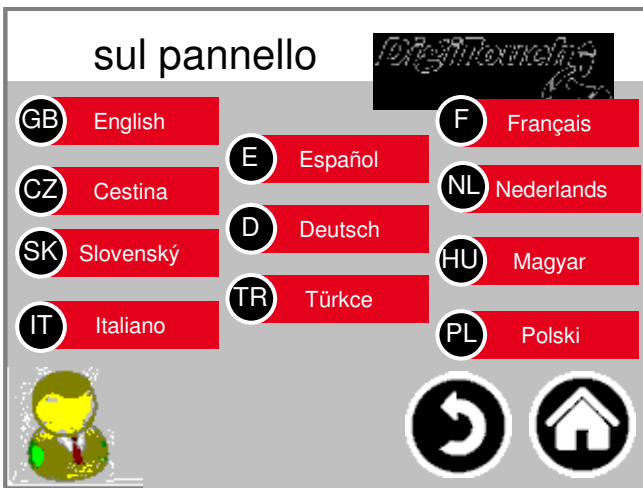 sul pannello
DigiTouch
GB English
CZ Cestina
SK Slovenský
IT Italiano
E Español
D Deutsch
TR Türkce
F Français
NL Nederlands
HU Magyar
PL Polski